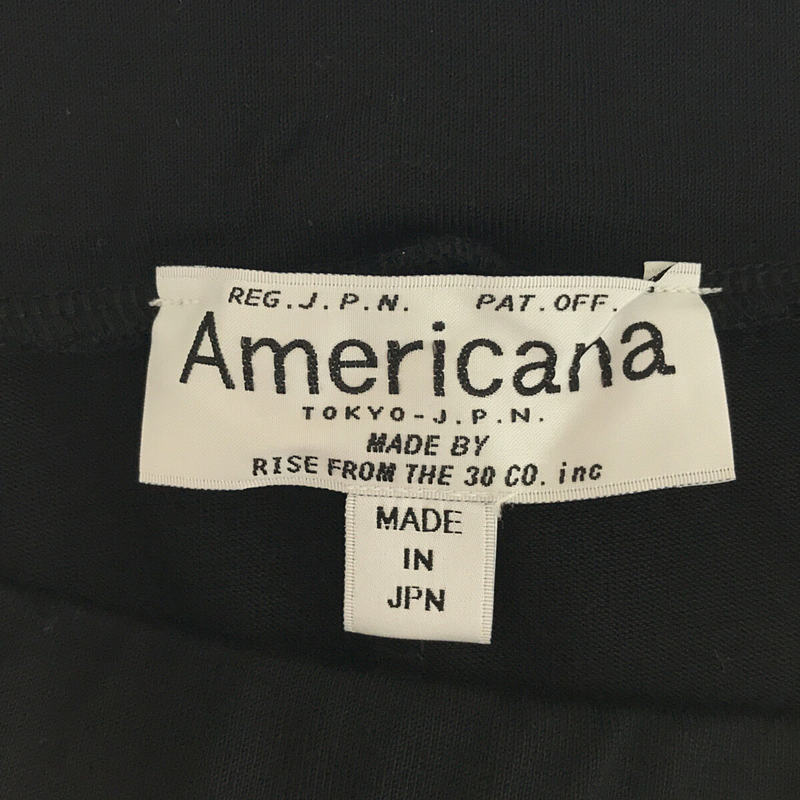 REG.J.P.N. PAT.OFF.
Americana
TOKYO-J.P.N.
MADE BY
RISE FROM THE 30 CO. inc
MADE
IN
JPN